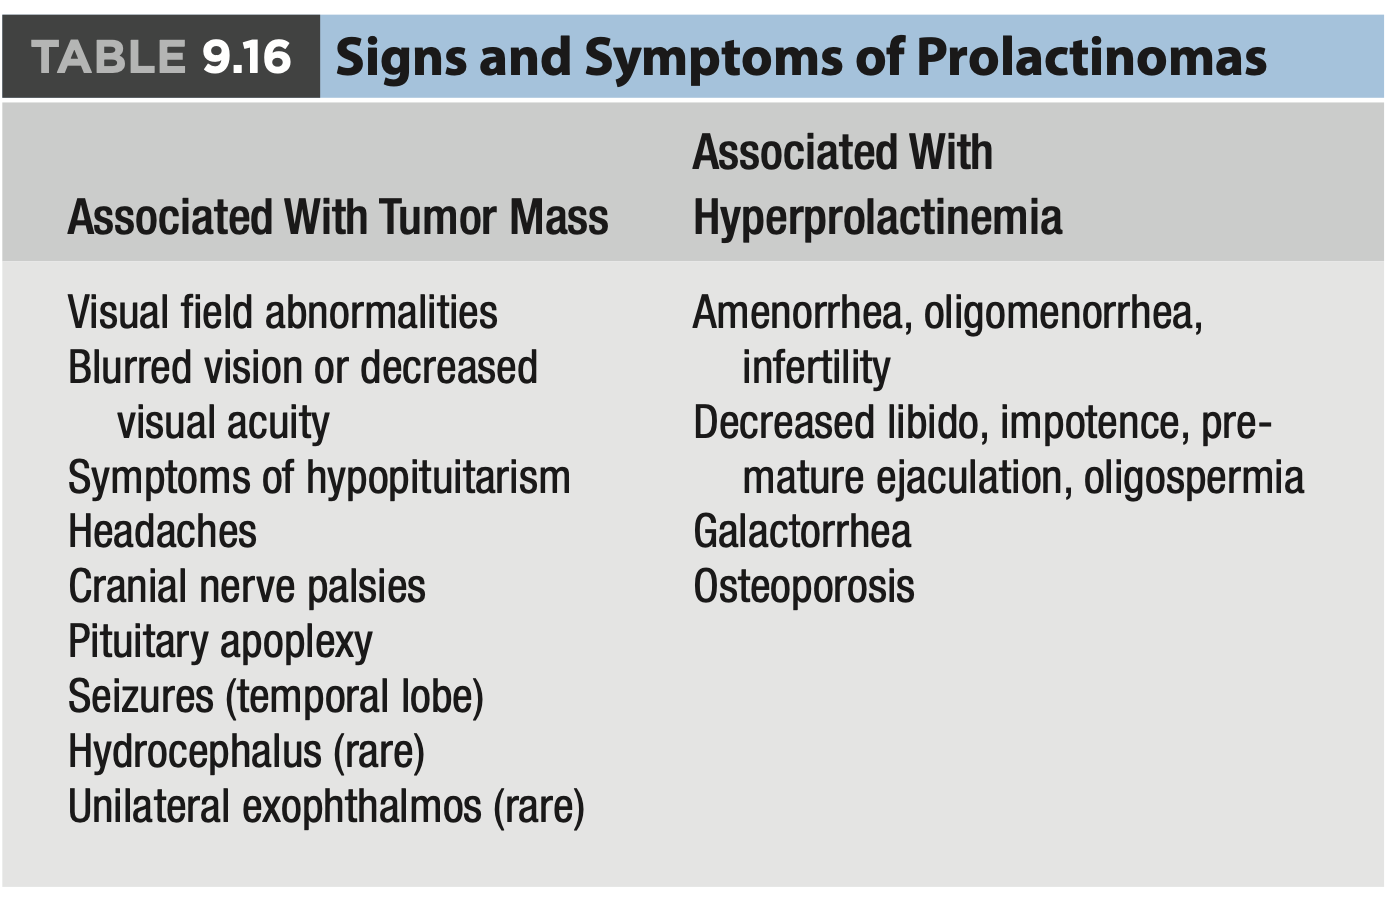 TABLE 9.16 Signs and Symptoms of Prolactinomas
Associated With Tumor Mass
Associated With
Hyperprolactinemia
Visual field abnormalities
Blurred vision or decreased
visual acuity
Symptoms of hypopituitarism
Headaches
Cranial nerve palsies
Pituitary apoplexy
Seizures (temporal lobe)
Hydrocephalus (rare)
Unilateral exophthalmos (rare)
Amenorrhea, oligomenorrhea,
infertility
Decreased libido, impotence, pre-
mature ejaculation, oligospermia
Galactorrhea
Osteoporosis